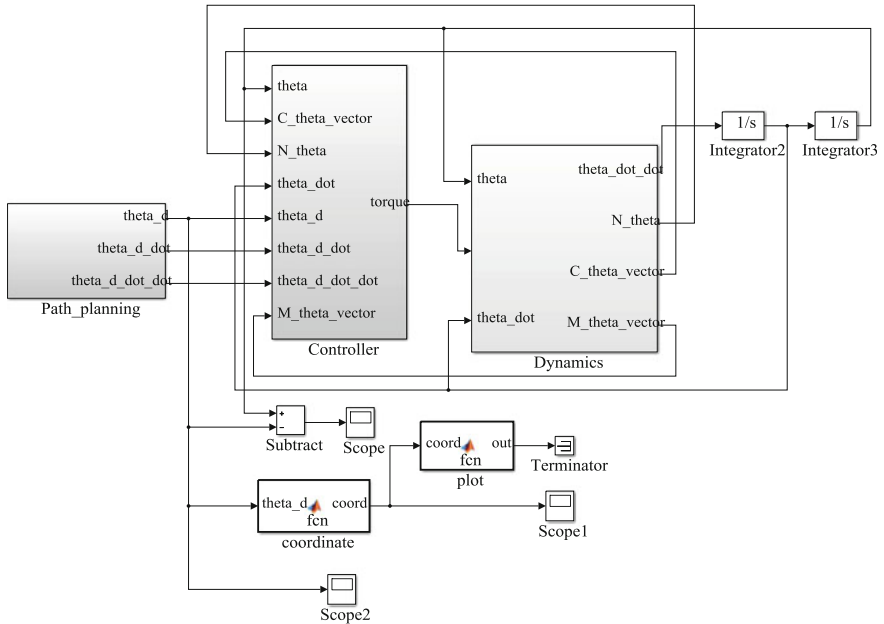 theta
C_theta_vector
N_theta
theta_dot
theta_d
theta_d_dot
theta_d_dot_dot
M_theta_vector
torque
Controller
theta_d
theta_d_dot
theta_d_dot_dot
Path_planning
theta
theta_dot
theta_dot_dot
N_theta
C_theta_vector
M_theta_vector
Dynamics
1/s
Integrator2
1/s
Integrator3
+
−
Subtract
Scope
coord
fcn
out
plot
Terminator
theta_d
fcn
coord
coordinate
Scope1
Scope2